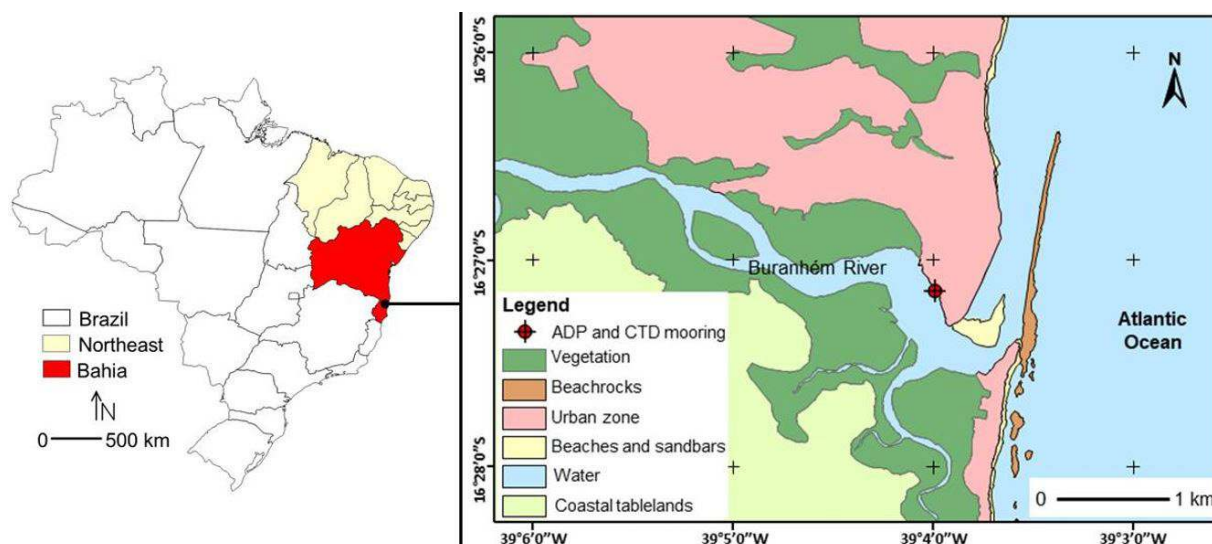 Brazil
Northeast
Bahia
N
0 500 km
16°26'0"S
16°27'0"S
16°28'0"S
N
Buranhém River
Atlantic
Ocean
Legend
ADP and CTD mooring
Vegetation
Beachrocks
Urban zone
Beaches and sandbars
Water
Coastal tablelands
0 1 km
39°6'0"W 39°5'0"W 39°4'0"W 39°3'0"W